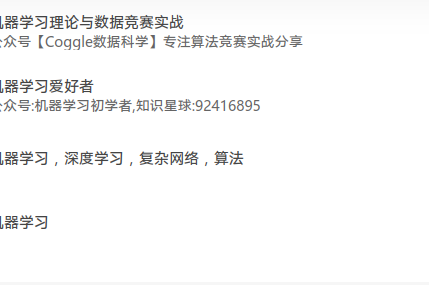 机器学习理论与数据竞赛实战
公众号【Coggle数据科学】专注算法竞赛实战分享
机器学习爱好者
公众号:机器学习初学者,知识星球:92416895
机器学习，深度学习，复杂网络，算法
机器学习